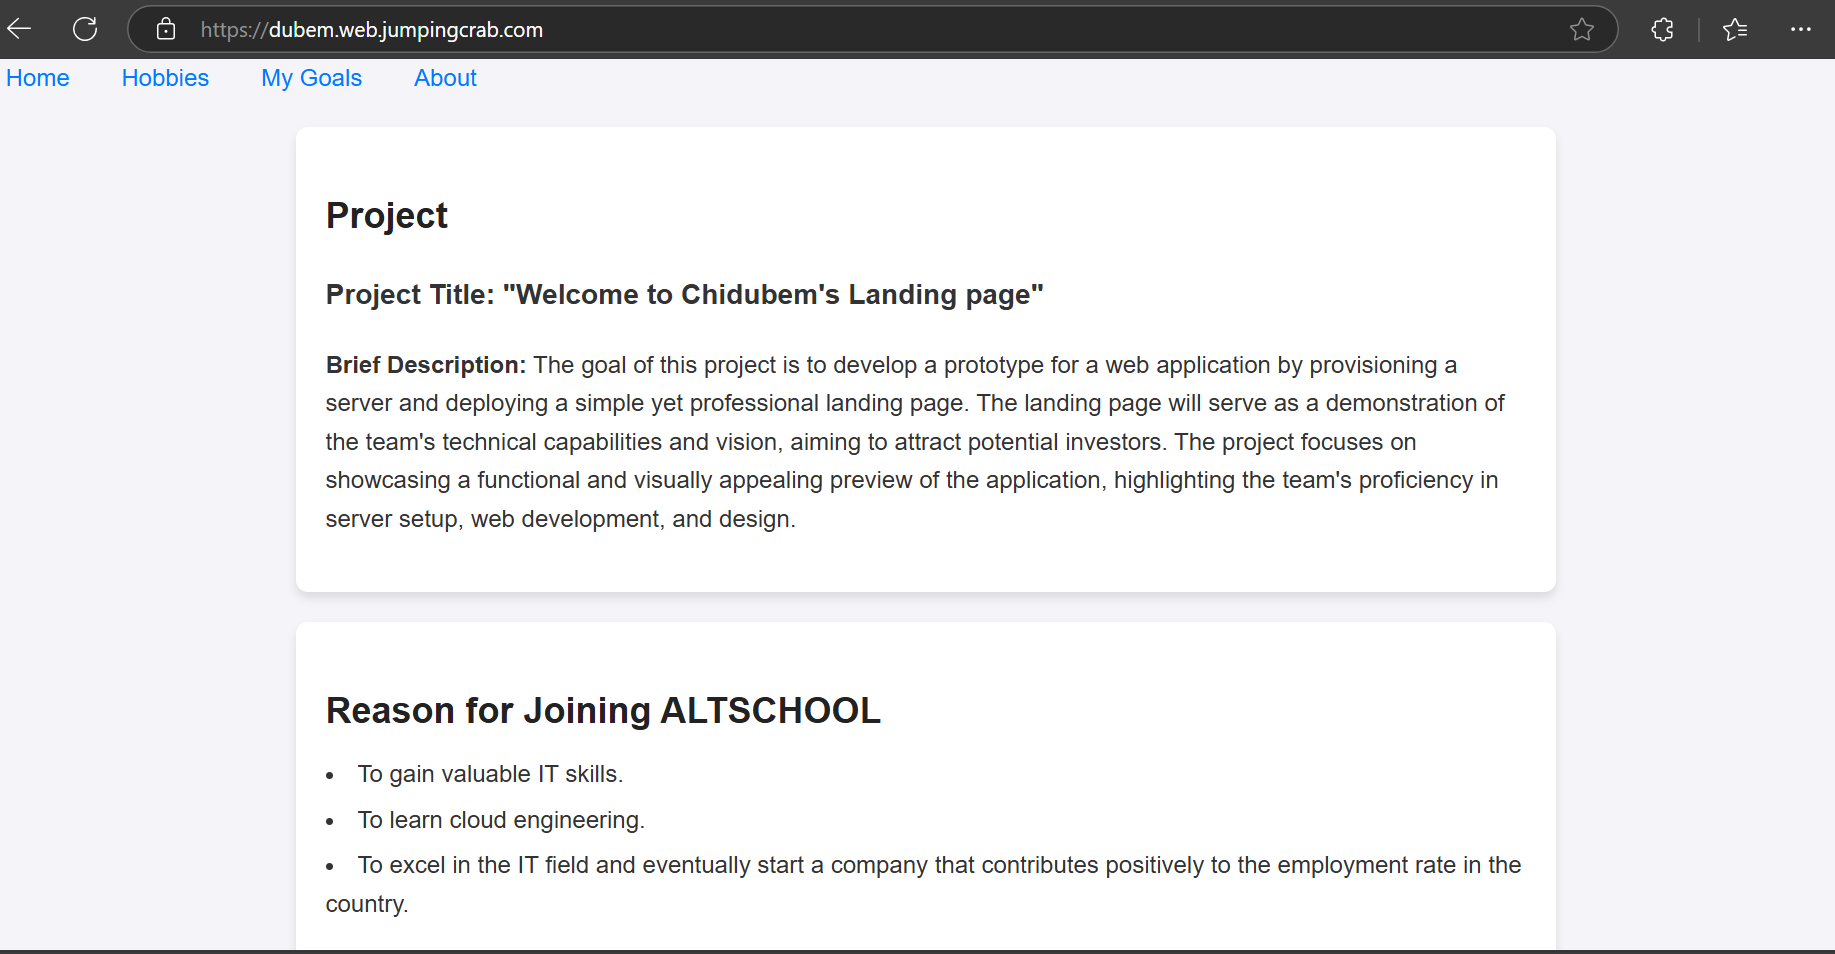 https://dubem.web.jumpingcrab.com
Home Hobbies My Goals About
Project
Project Title: "Welcome to Chidubem's Landing page"
Brief Description: The goal of this project is to develop a prototype for a web application by provisioning a
server and deploying a simple yet professional landing page. The landing page will serve as a demonstration of
the team's technical capabilities and vision, aiming to attract potential investors. The project focuses on
showcasing a functional and visually appealing preview of the application, highlighting the team's proficiency in
server setup, web development, and design.
Reason for Joining ALTSCHOOL
• To gain valuable IT skills.
• To learn cloud engineering.
• To excel in the IT field and eventually start a company that contributes positively to the employment rate in the
country.